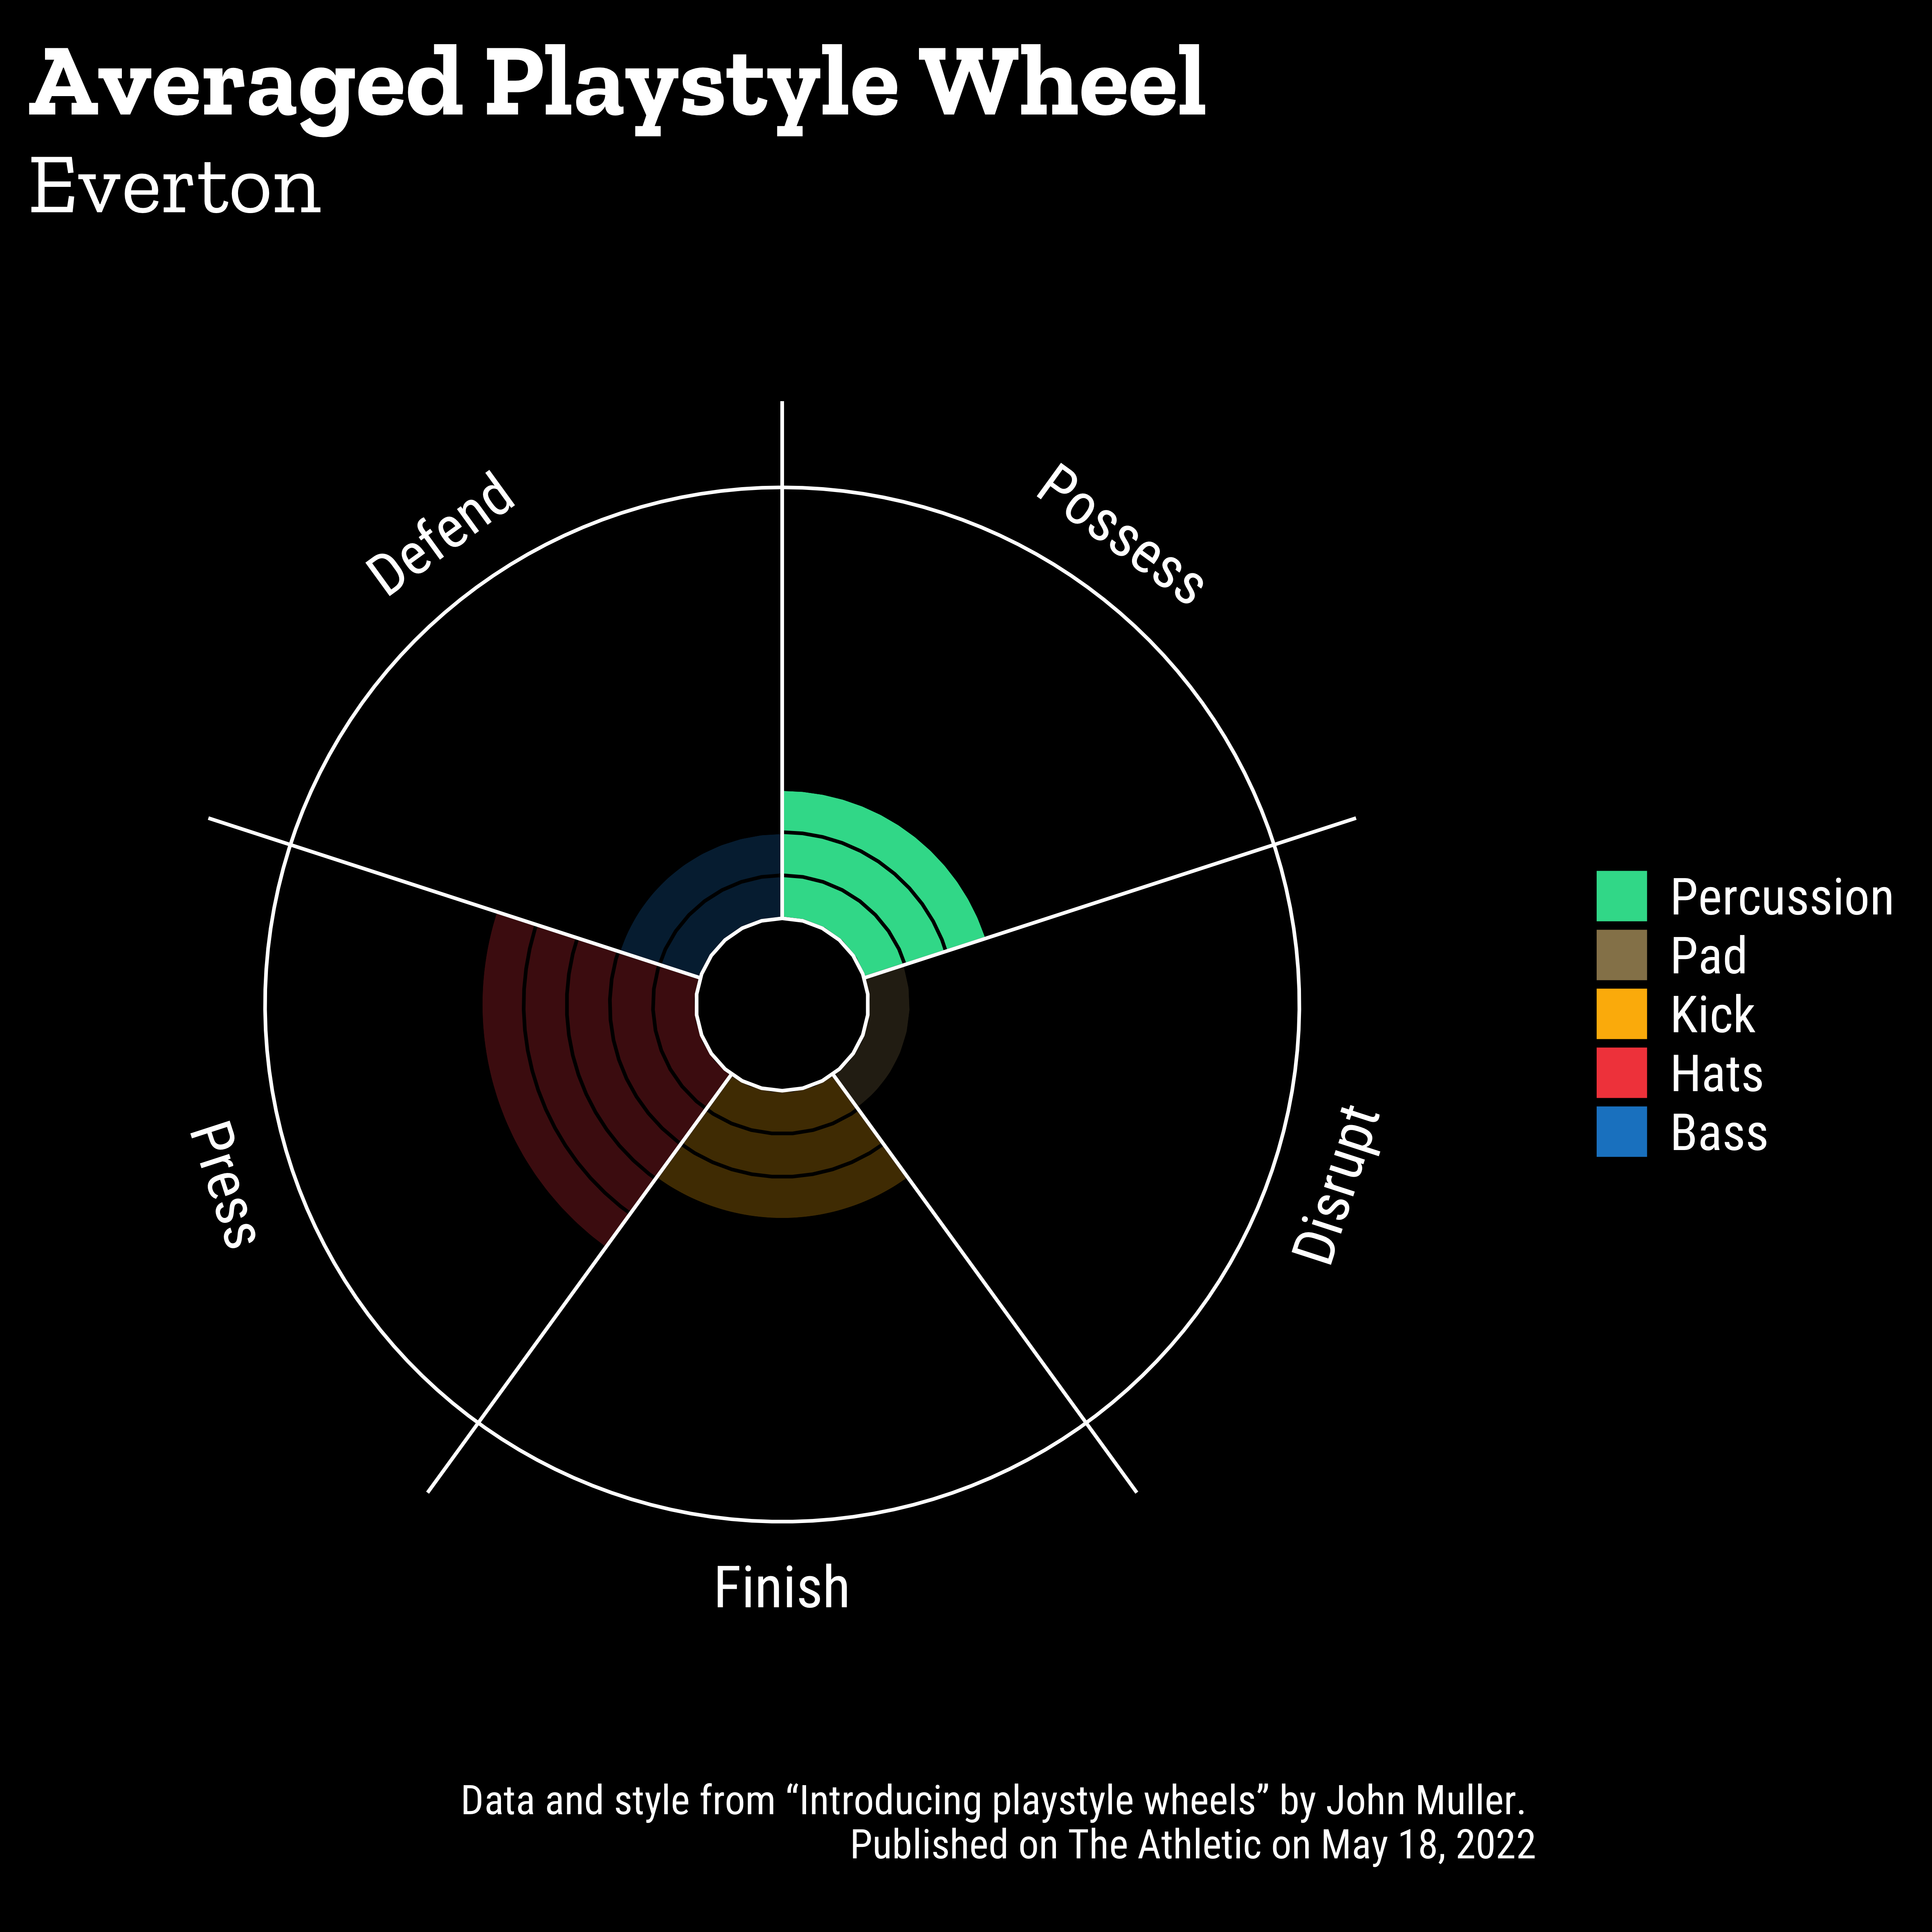 Averaged Playstyle Wheel
Everton
Defend
Possess
Press
Disrupt
Finish
Percussion
Pad
Kick
Hats
Bass
Data and style from “Introducing playstyle wheels” by John Muller.
Published on The Athletic on May 18, 2022